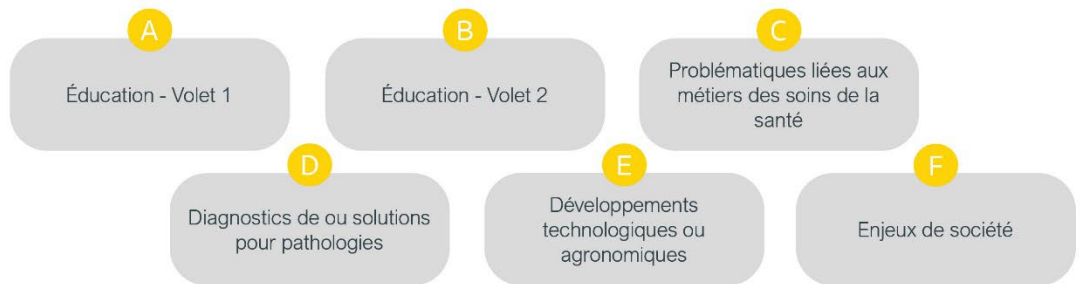 A
Éducation - Volet 1
B
Éducation - Volet 2
C
Problématiques liées aux
métiers des soins de la
santé
D
Diagnostics de ou solutions
pour pathologies
E
Développements
technologiques ou
agronomiques
F
Enjeux de société